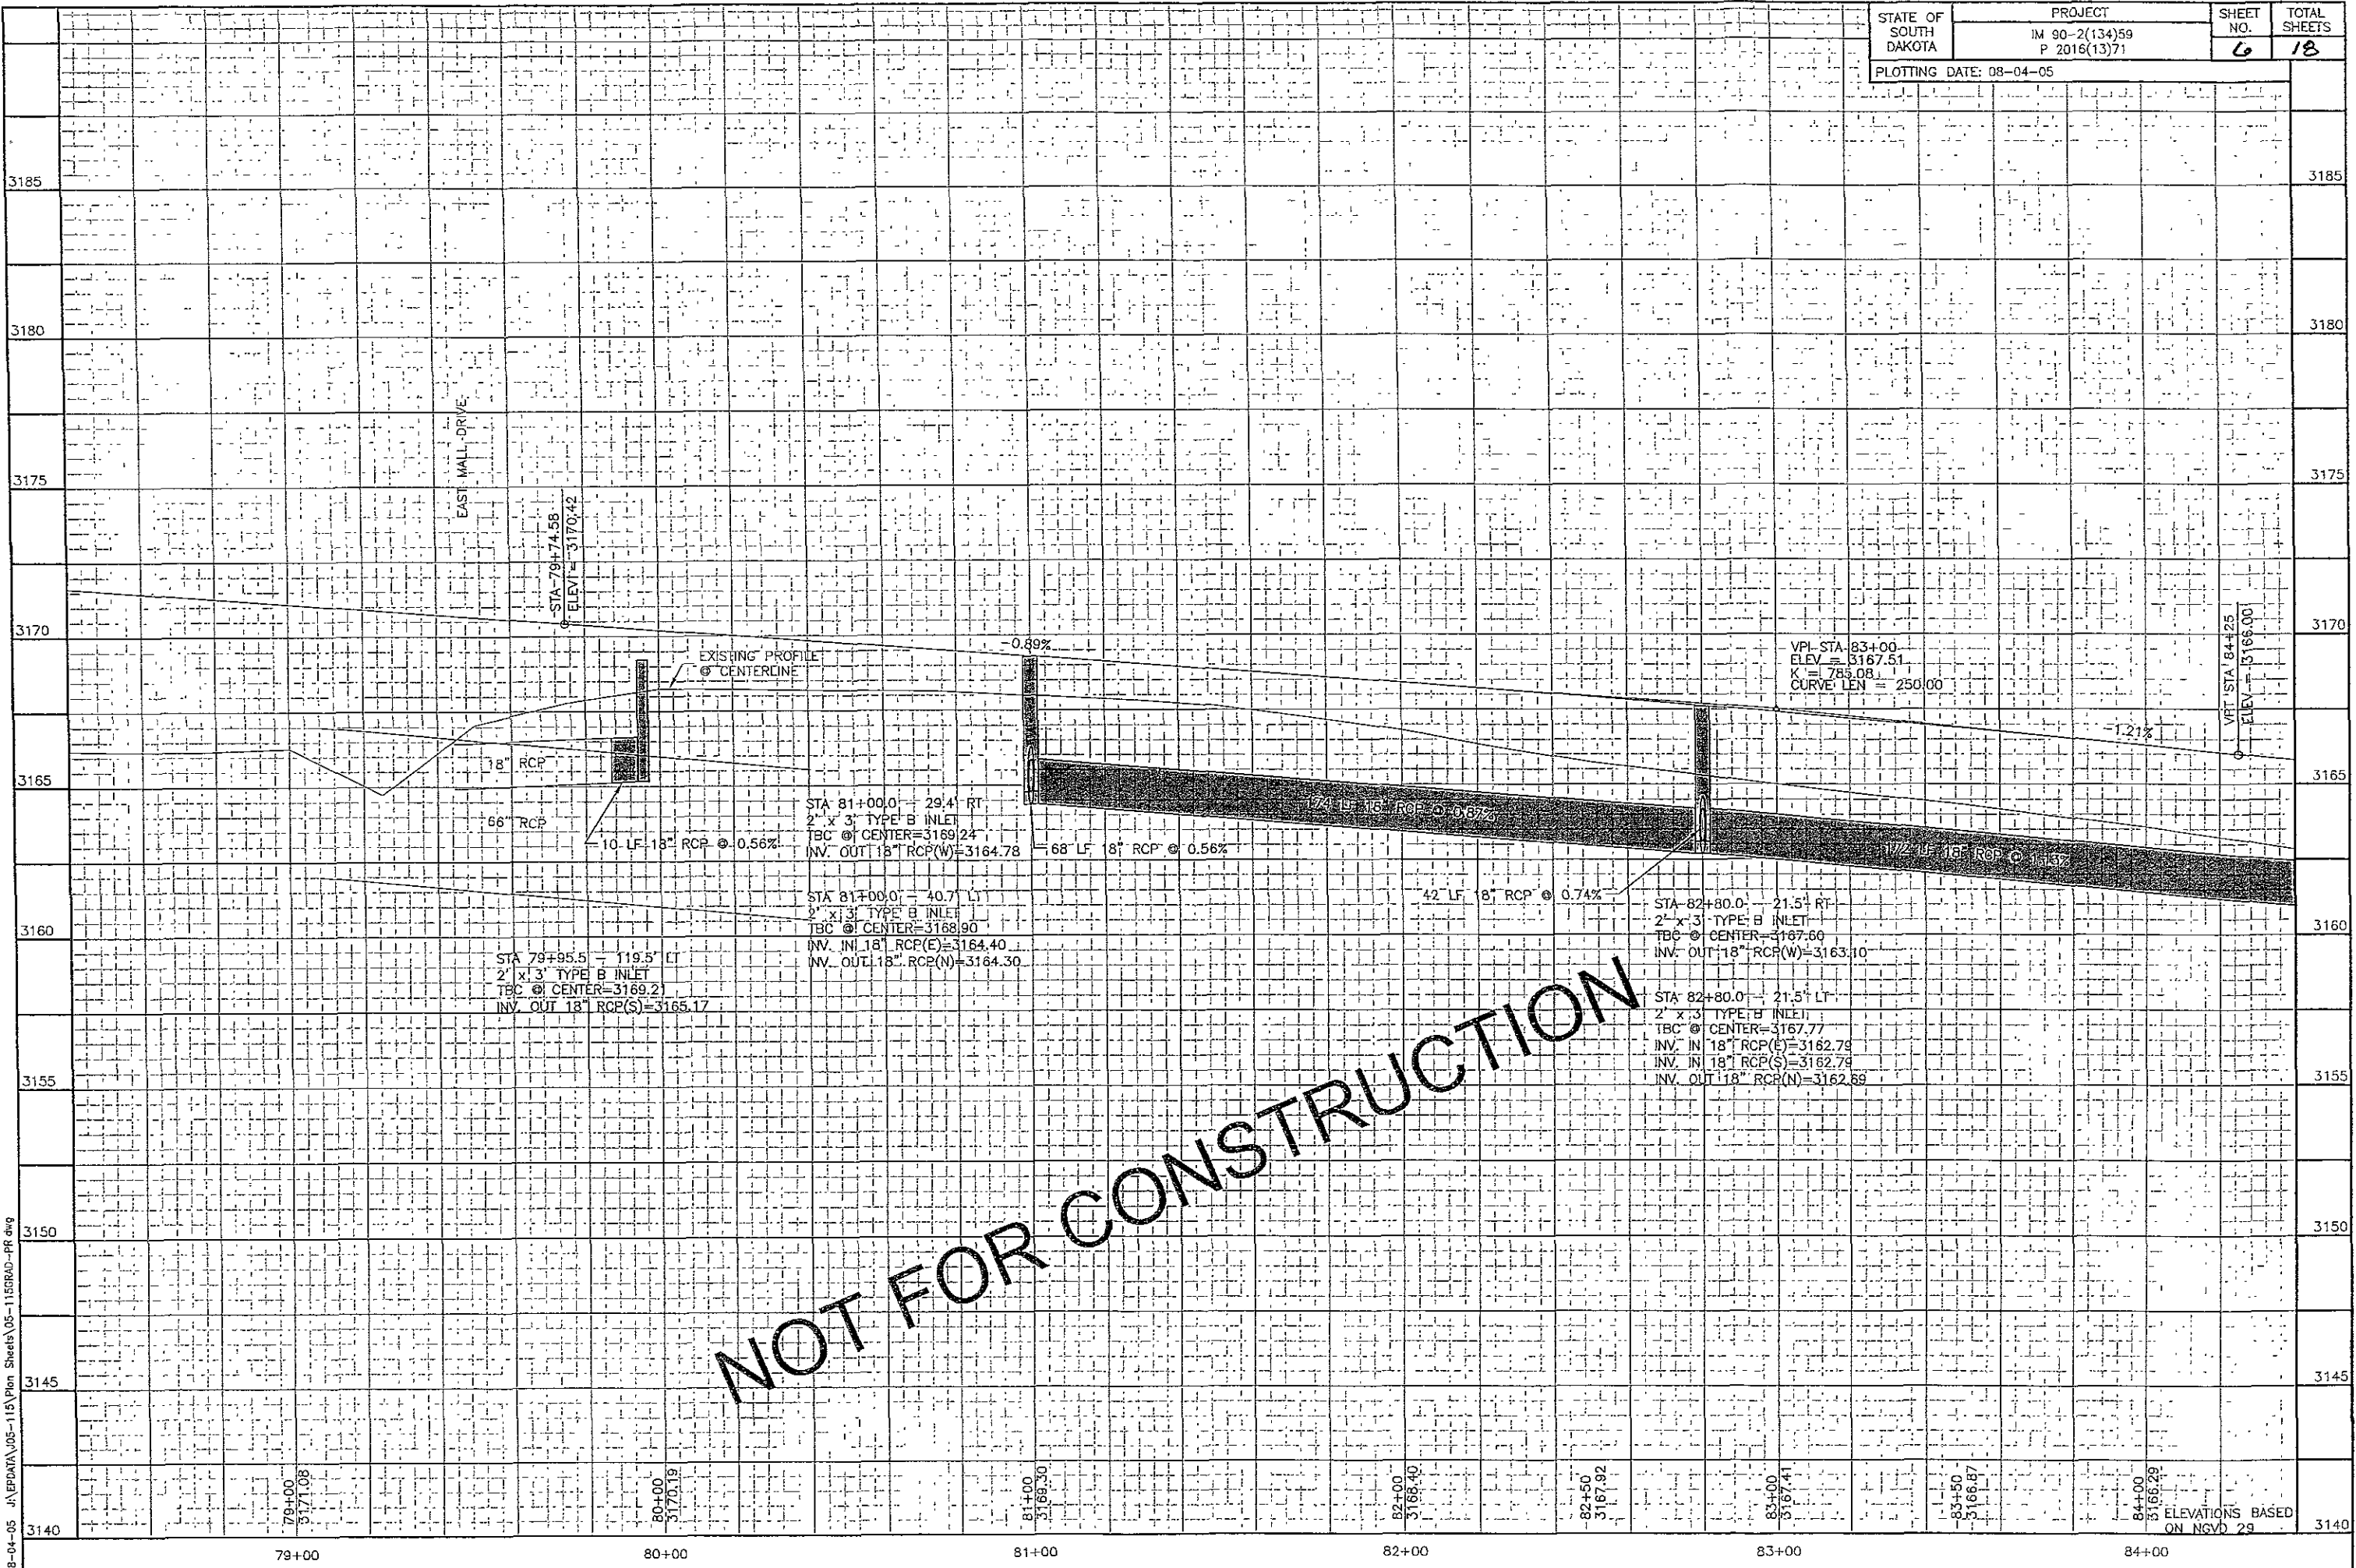 STATE OF
SOUTH
DAKOTA
PROJECT
IM 90-2(134)59
P 2016(13)71
SHEET
NO.
6
TOTAL
SHEETS
18
PLOTTING DATE: 08-04-05
3185
3185
3180
3180
3175
3175
3170
3170
3165
3165
3160
3160
3155
3155
3150
3150
3145
3145
3140
3140
EAST MALL DRIVE
STA 79+74.58
ELEV = 3170.42
EXISTING PROFILE
@ CENTERLINE
-0.89%
VPI STA 83+00
ELEV = 3167.51
K = 785.08
CURVE LEN = 250.00
-1.21%
VPT STA 84+25
ELEV = 3166.00
18" RCP
66" RCP
10 LF 18" RCP @ 0.56%
STA 81+00.0 - 29.4' RT
2' x 3' TYPE B INLET
TBC @ CENTER=3169.24
INV. OUT 18" RCP(W)=3164.78
68 LF 18" RCP @ 0.56%
174 LF 18" RCP @ 0.87%
172 LF 18" RCP @ 1.13%
STA 81+00.0 - 40.7' LT
2' x 3' TYPE B INLET
TBC @ CENTER=3168.90
INV. IN 18" RCP(E)=3164.40
INV. OUT 18" RCP(N)=3164.30
42 LF 18" RCP @ 0.74%
STA 82+80.0 - 21.5' RT
2' x 3' TYPE B INLET
TBC @ CENTER=3167.60
INV. OUT 18" RCP(W)=3163.10
STA 79+95.5 - 119.5' LT
2' x 3' TYPE B INLET
TBC @ CENTER=3169.21
INV. OUT 18" RCP(S)=3165.17
STA 82+80.0 - 21.5' LT
2' x 3' TYPE B INLET
TBC @ CENTER=3167.77
INV. IN 18" RCP(E)=3162.79
INV. IN 18" RCP(S)=3162.79
INV. OUT 18" RCP(N)=3162.69
NOT FOR CONSTRUCTION
79+00
3171.08
80+00
3170.19
81+00
3169.30
82+00
3168.40
82+50
3167.92
83+00
3167.41
83+50
3166.87
84+00
3166.29
ELEVATIONS BASED
ON NGVD 29
79+00
80+00
81+00
82+00
83+00
84+00
8-04-05 J:\EPDATA\J05-115\Plan Sheets\05-115GRAD-PR.dwg